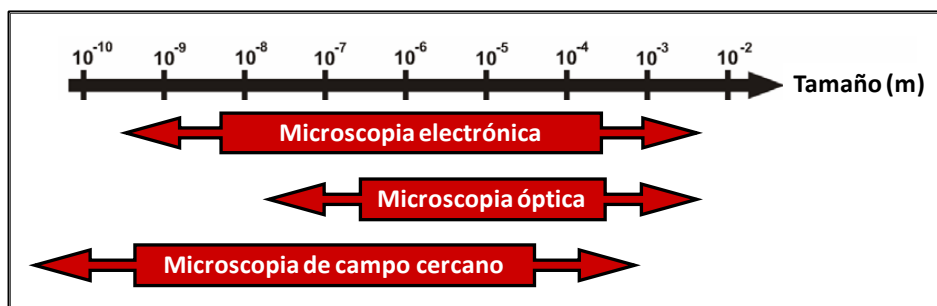 10⁻¹⁰ 10⁻⁹ 10⁻⁸ 10⁻⁷ 10⁻⁶ 10⁻⁵ 10⁻⁴ 10⁻³ 10⁻²
Tamaño (m)
Microscopia electrónica
Microscopia óptica
Microscopia de campo cercano